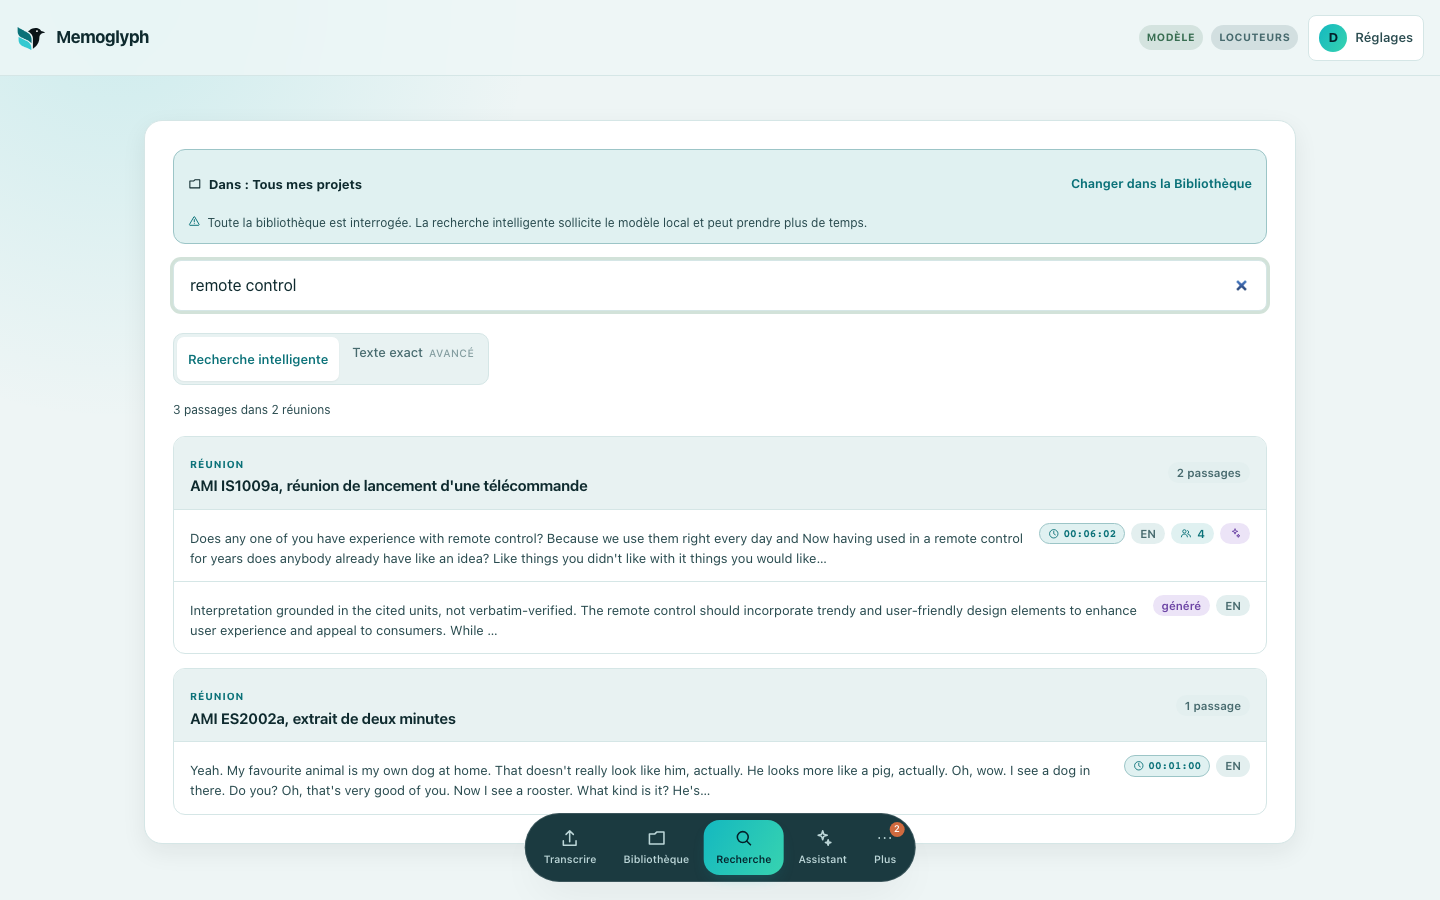 Memoglyph
MODÈLE
LOCUTEURS
D
Réglages
Dans : Tous mes projets
Changer dans la Bibliothèque
Toute la bibliothèque est interrogée. La recherche intelligente sollicite le modèle local et peut prendre plus de temps.
remote control
Recherche intelligente
Texte exact AVANCÉ
3 passages dans 2 réunions
RÉUNION
AMI IS1009a, réunion de lancement d'une télécommande
2 passages
Does any one of you have experience with remote control? Because we use them right every day and Now having used in a remote control
for years does anybody already have like an idea? Like things you didn't like with it things you would like...
00:06:02
EN
4
Interpretation grounded in the cited units, not verbatim-verified. The remote control should incorporate trendy and user-friendly design elements to enhance
user experience and appeal to consumers. While ...
généré
EN
RÉUNION
AMI ES2002a, extrait de deux minutes
1 passage
Yeah. My favourite animal is my own dog at home. That doesn't really look like him, actually. He looks more like a pig, actually. Oh, wow. I see a dog in
there. Do you? Oh, that's very good of you. Now I see a rooster. What kind is it? He's...
00:01:00
EN
Transcrire
Bibliothèque
Recherche
Assistant
2
Plus